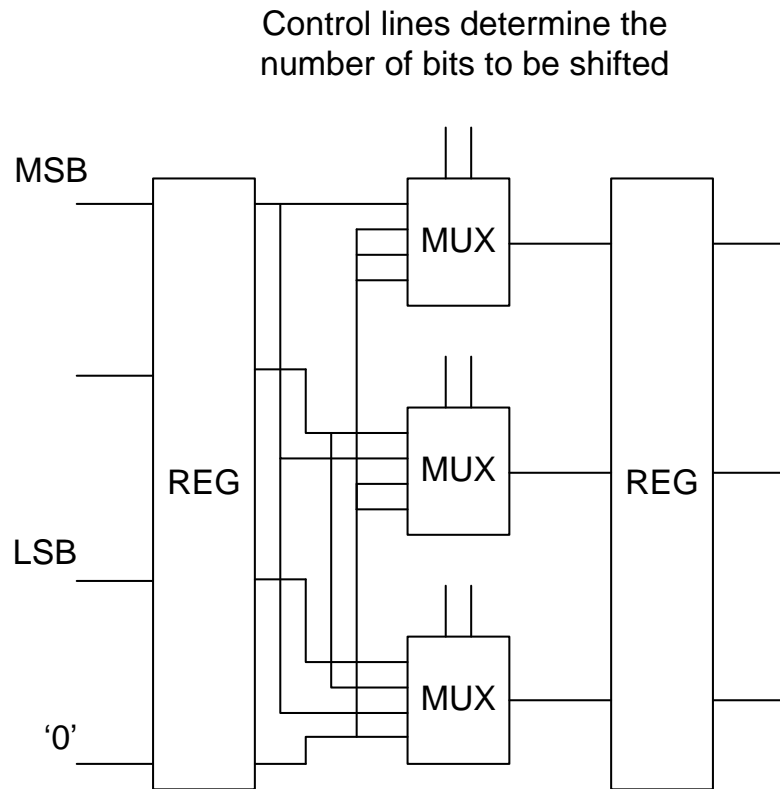 Control lines determine the
number of bits to be shifted
MSB
MUX
MUX
REG
REG
LSB
MUX
‘0’